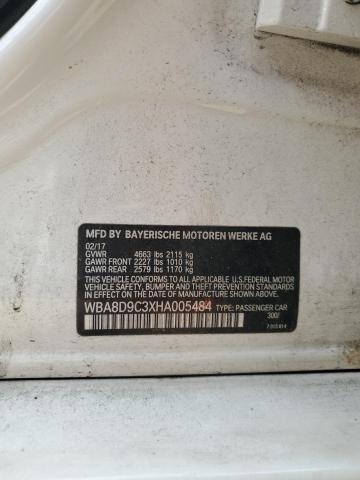 MFD BY BAYERISCHE MOTOREN WERKE AG
02/17
GVWR 4663 lbs 2115 kg
GAWR FRONT 2227 lbs 1010 kg
GAWR REAR 2579 lbs 1170 kg
THIS VEHICLE CONFORMS TO ALL APPLICABLE U.S. FEDERAL MOTOR
VEHICLE SAFETY, BUMPER, AND THEFT PREVENTION STANDARDS
IN EFFECT ON THE DATE OF MANUFACTURE SHOWN ABOVE.
WBA8D9C3XHA005484 TYPE: PASSENGER CAR
300/